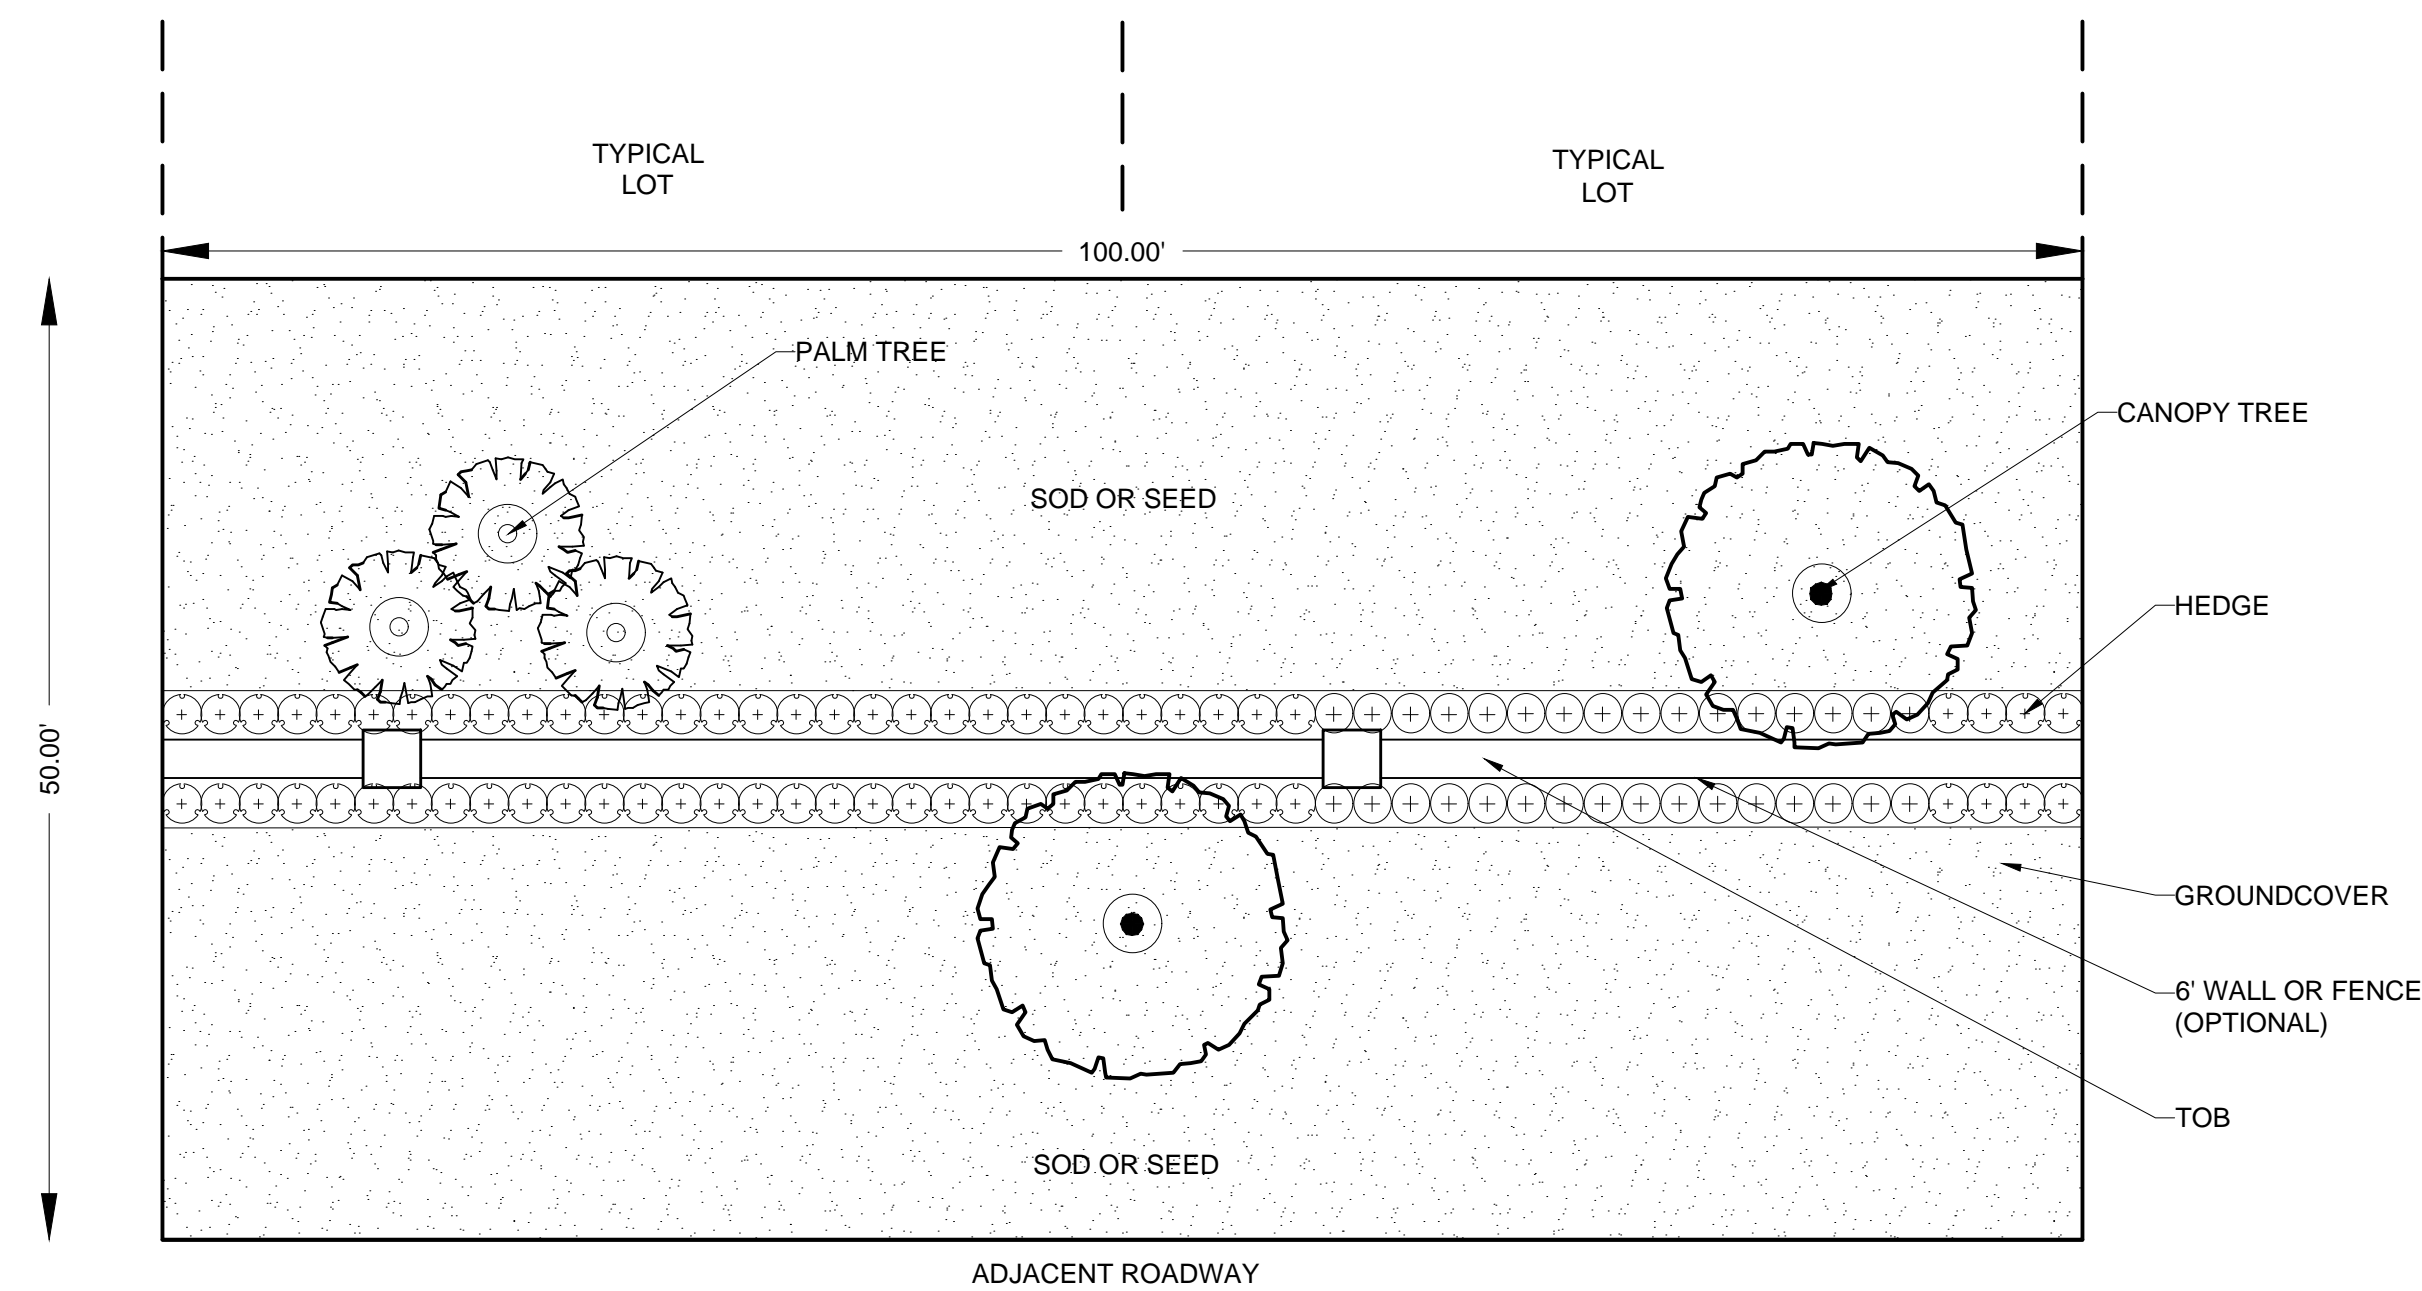 TYPICAL
LOT
TYPICAL
LOT
100.00'
PALM TREE
CANOPY TREE
SOD OR SEED
HEDGE
50.00'
GROUNDCOVER
6' WALL OR FENCE
(OPTIONAL)
TOB
SOD OR SEED
ADJACENT ROADWAY